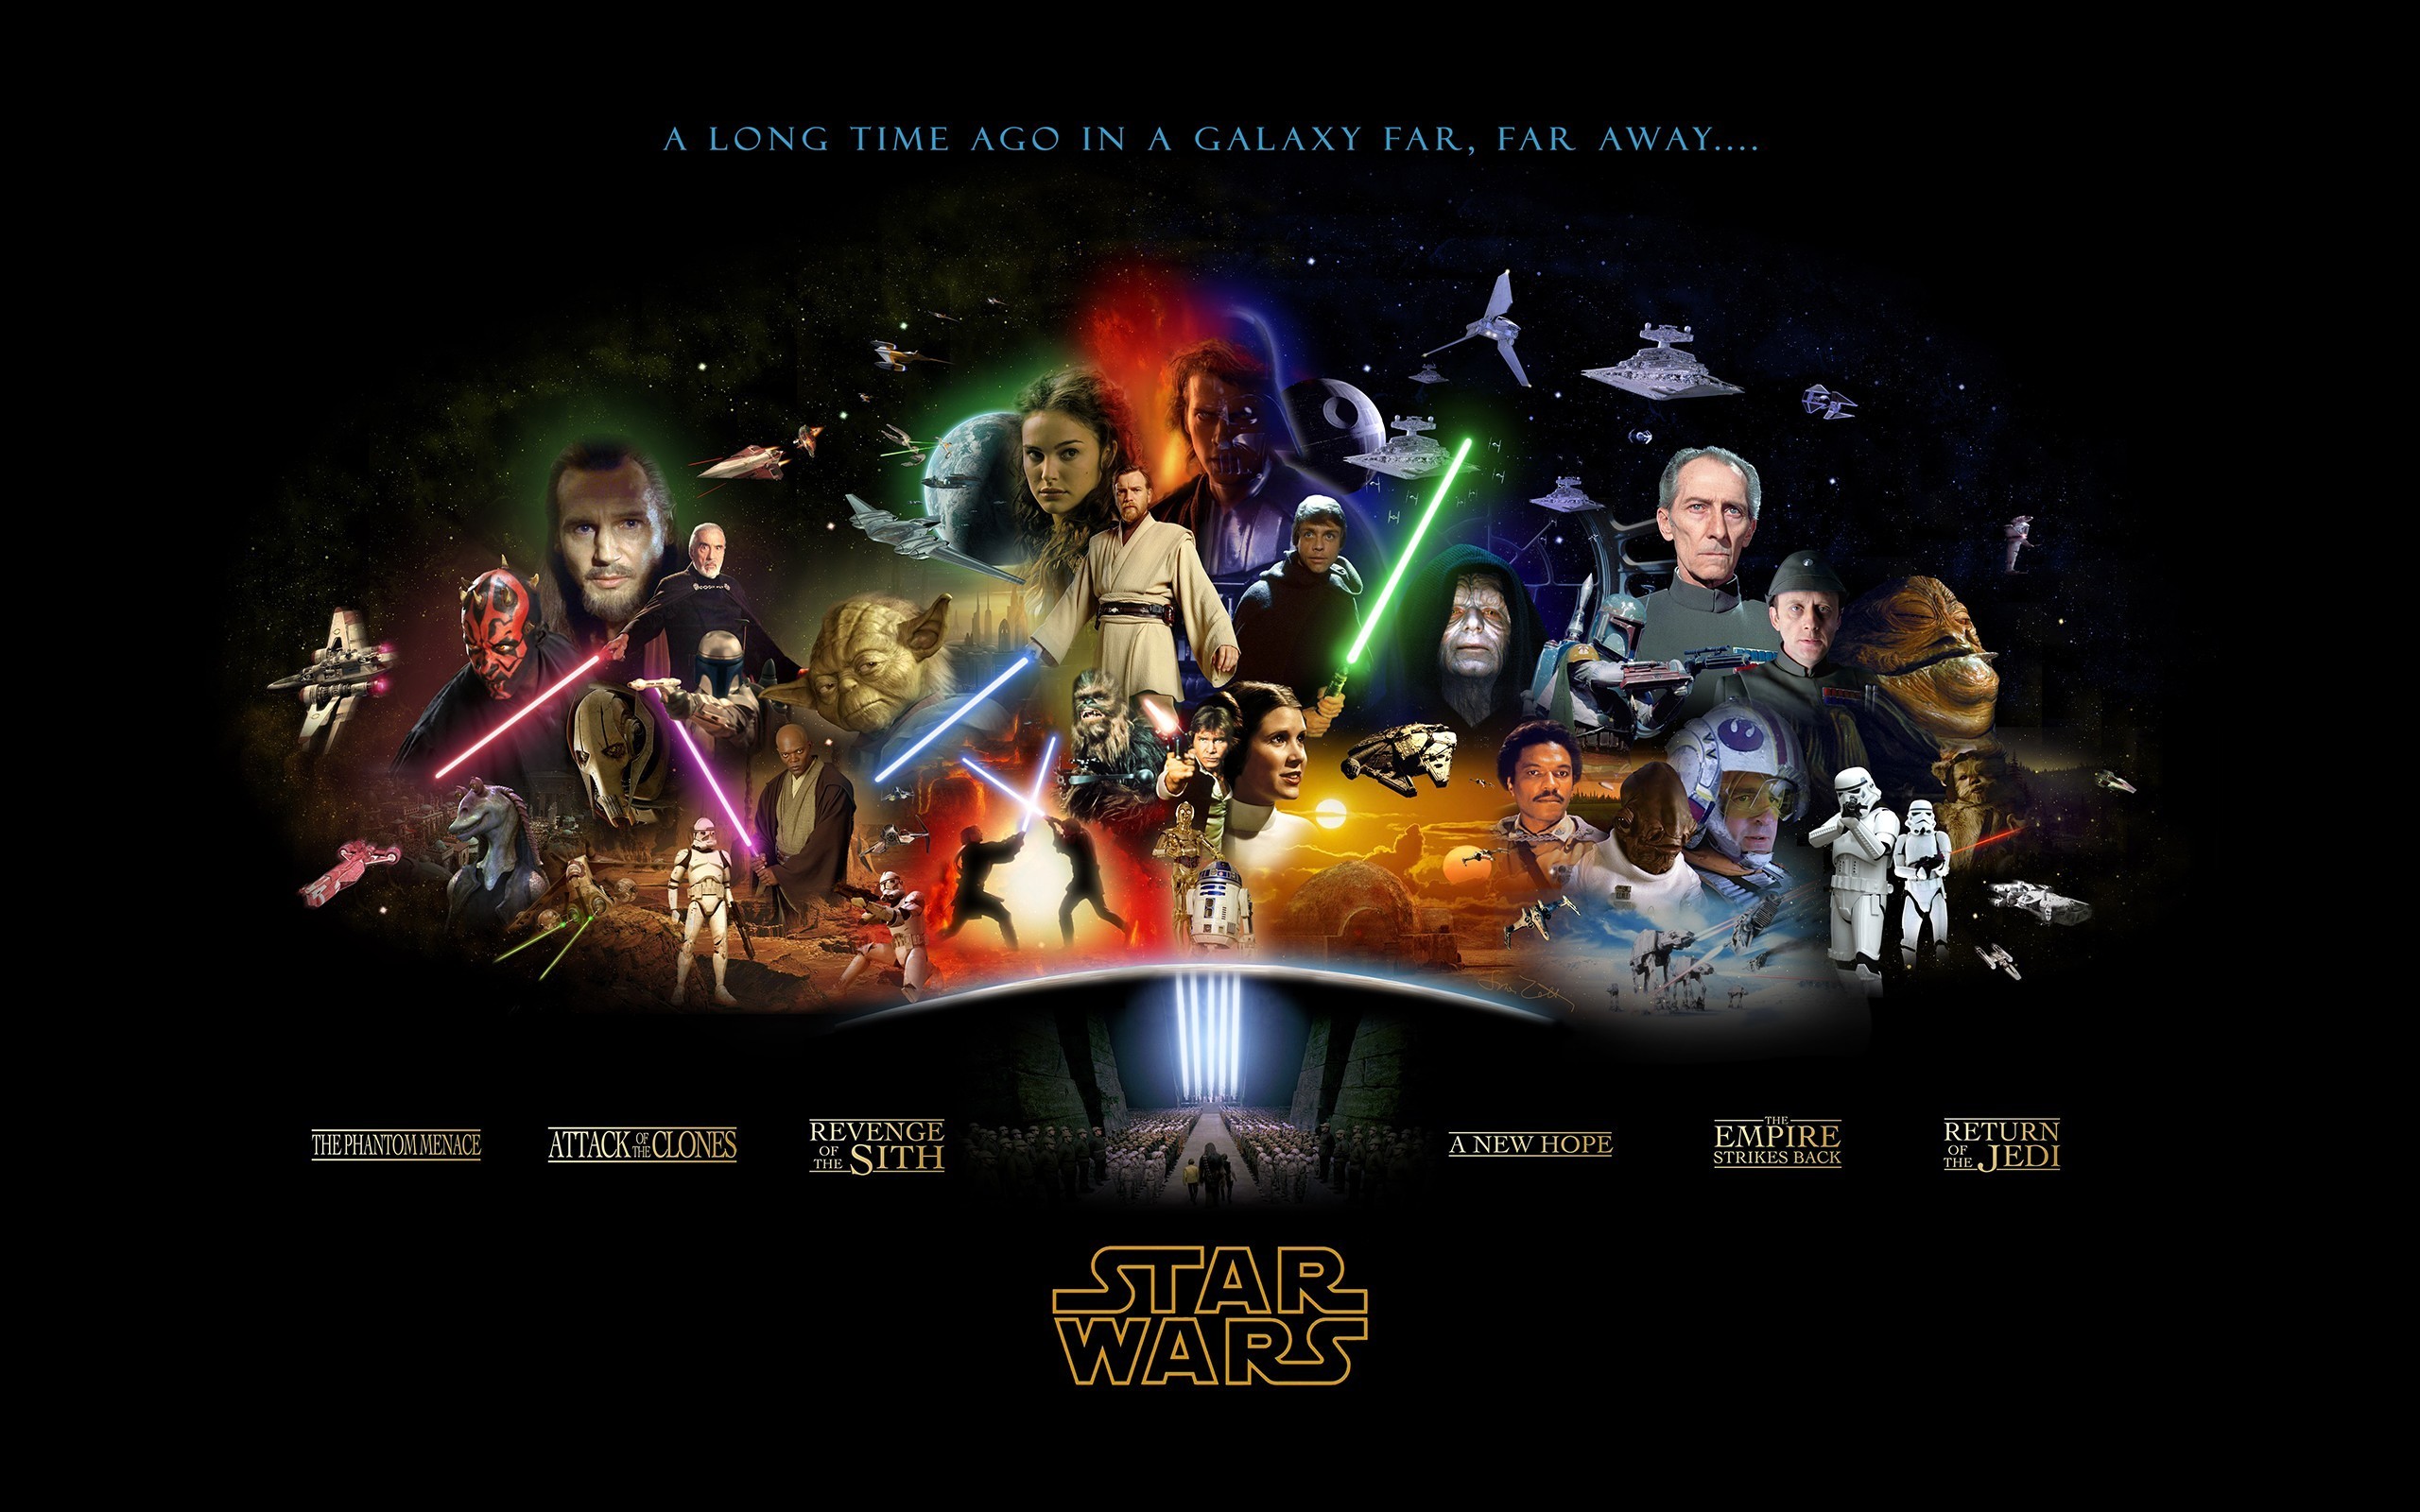 A LONG TIME AGO IN A GALAXY FAR, FAR AWAY....
THE PHANTOM MENACE
ATTACK OF THE CLONES
REVENGE
OF THE SITH
A NEW HOPE
THE
EMPIRE
STRIKES BACK
RETURN
OF THE JEDI
STAR
WARS